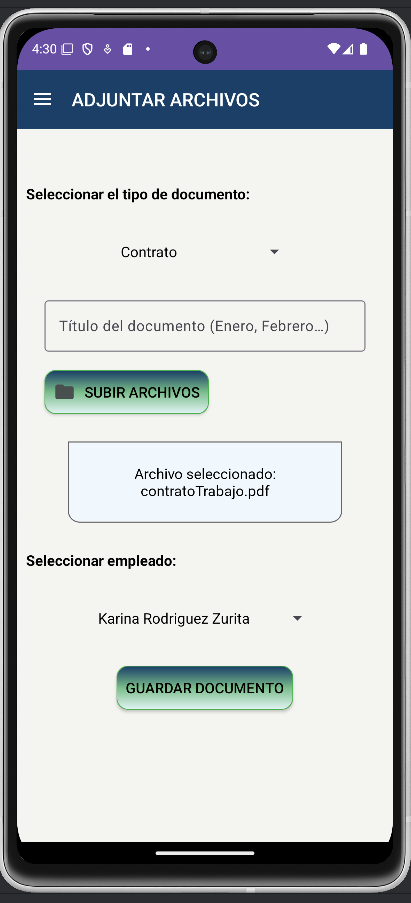 4:30
ADJUNTAR ARCHIVOS
Seleccionar el tipo de documento:
Contrato
Título del documento (Enero, Febrero…)
SUBIR ARCHIVOS
Archivo seleccionado:
contratoTrabajo.pdf
Seleccionar empleado:
Karina Rodriguez Zurita
GUARDAR DOCUMENTO